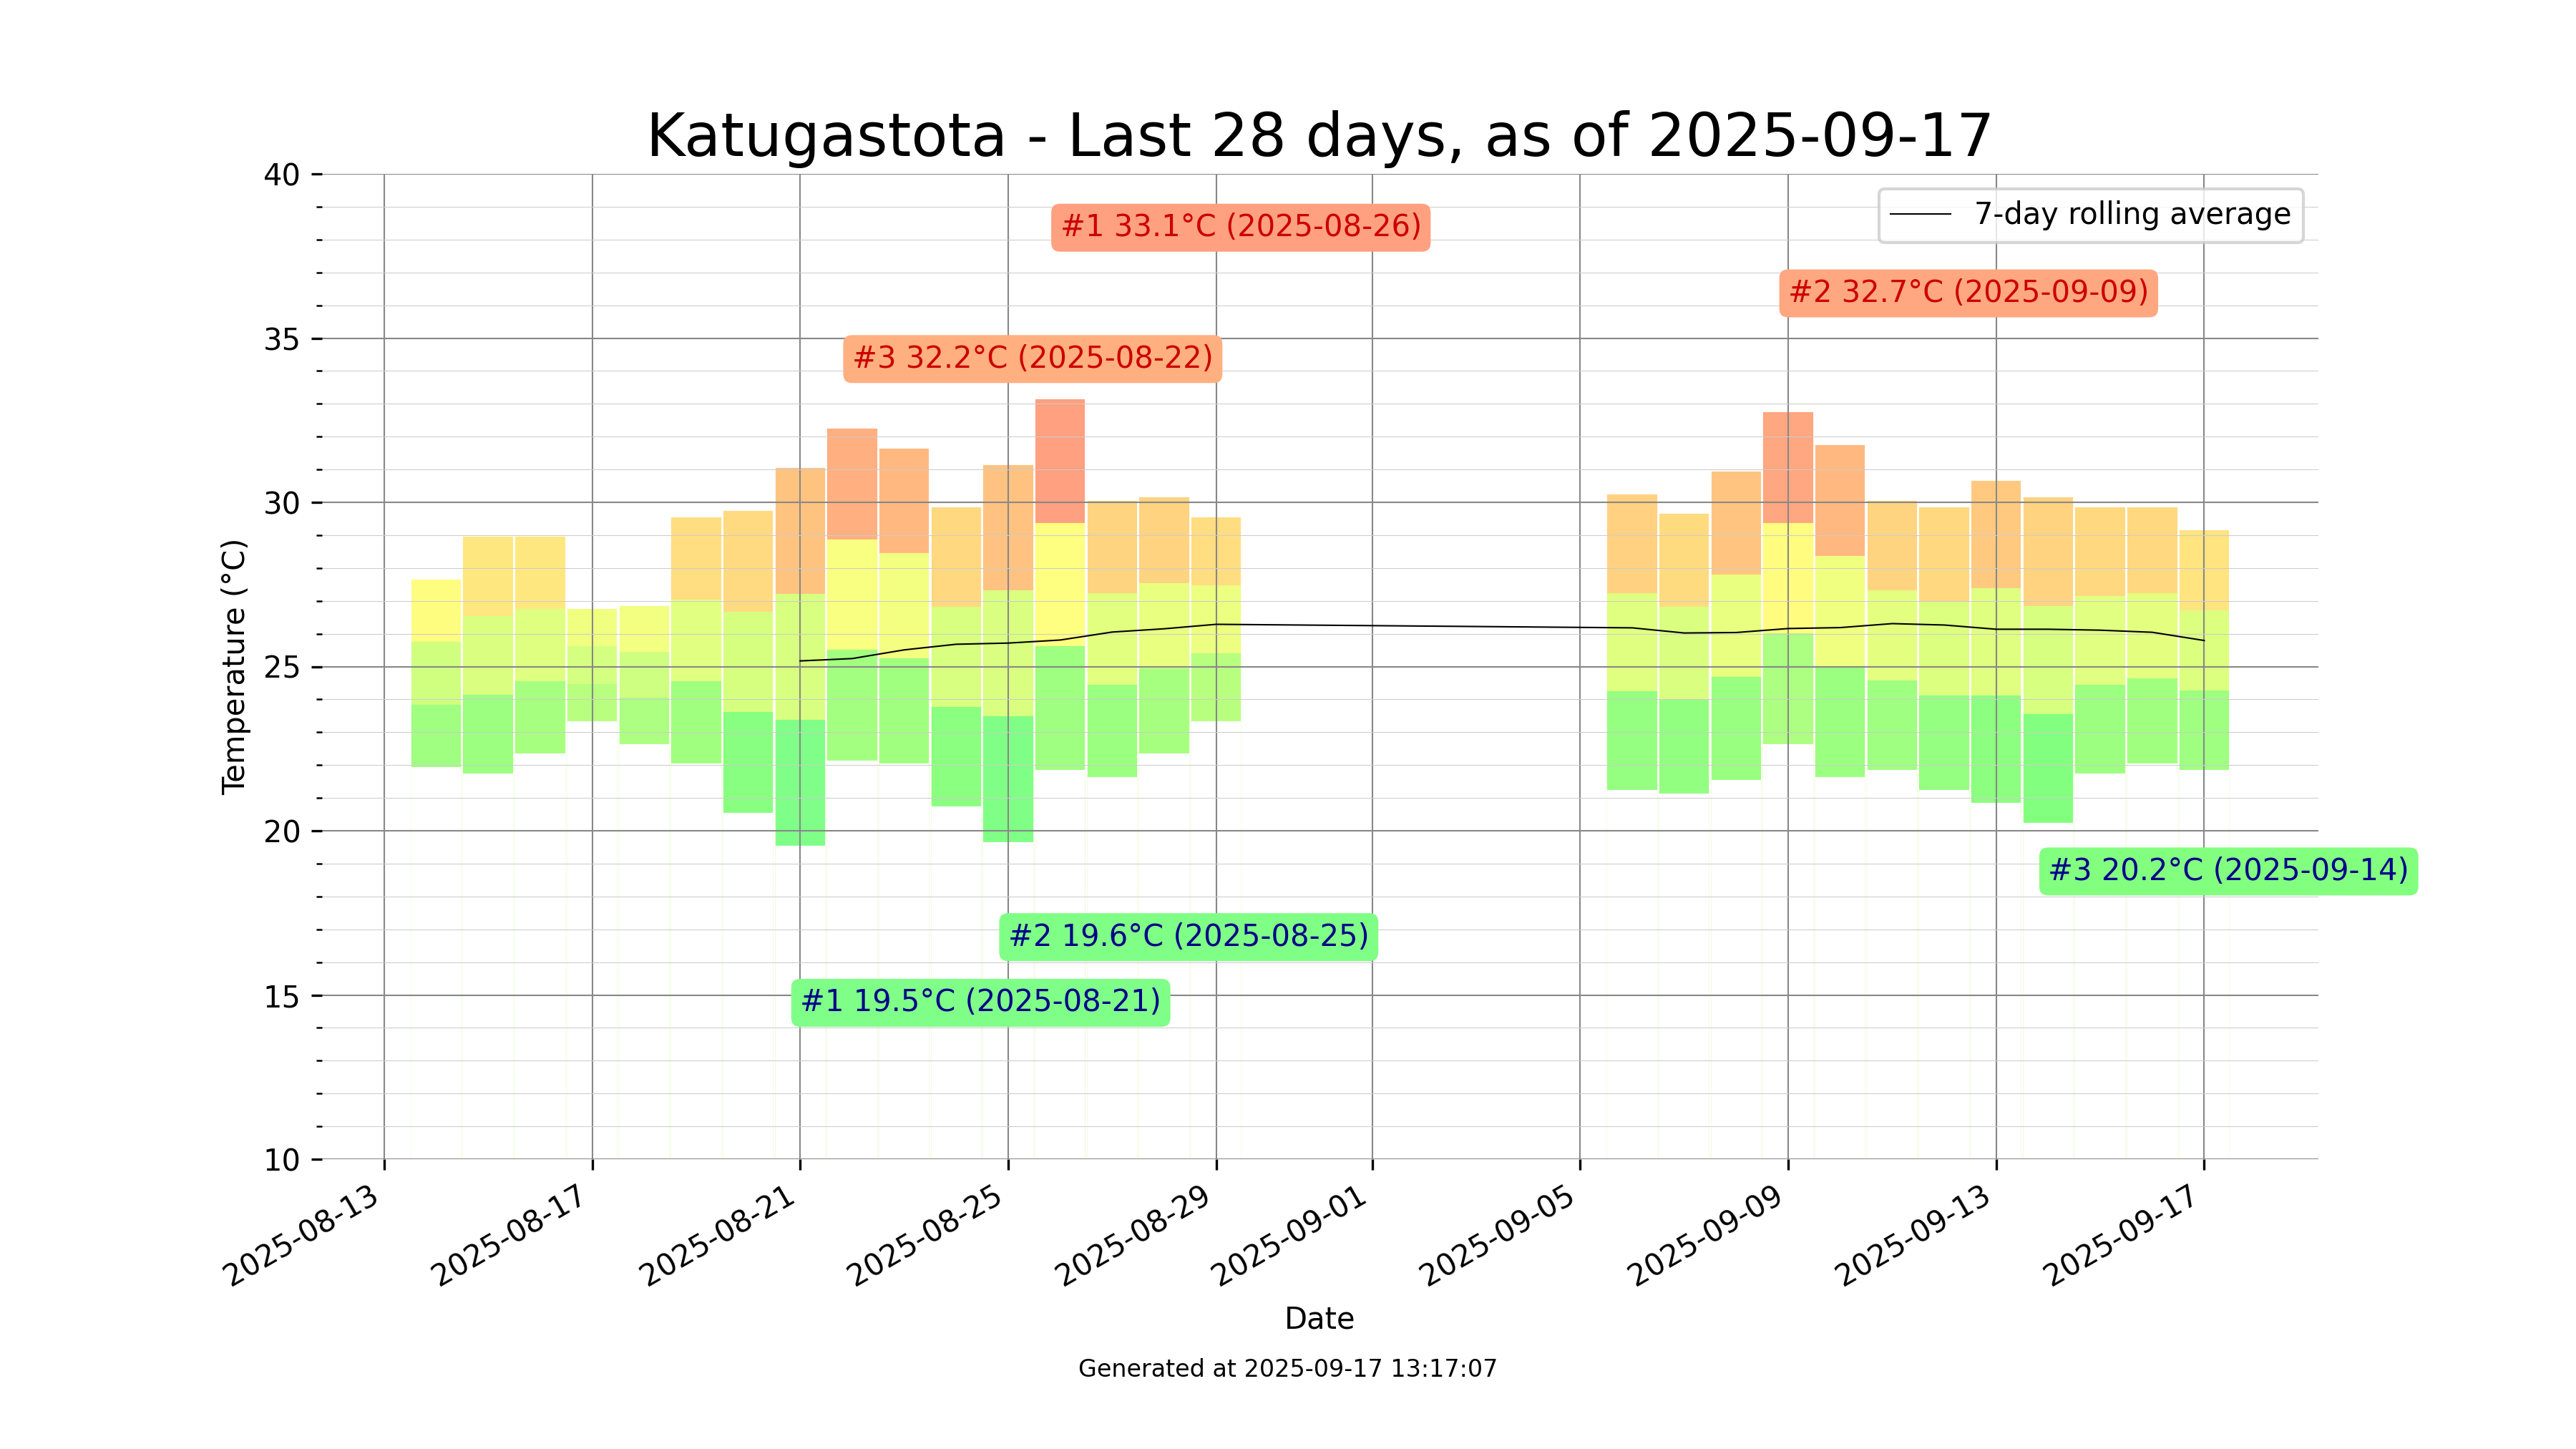 Katugastota - Last 28 days, as of 2025-09-17
7-day rolling average
#1 33.1°C (2025-08-26)
#2 32.7°C (2025-09-09)
#3 32.2°C (2025-08-22)
#3 20.2°C (2025-09-14)
#2 19.6°C (2025-08-25)
#1 19.5°C (2025-08-21)
Temperature (°C)
40
35
30
25
20
15
10
2025-08-13
2025-08-17
2025-08-21
2025-08-25
2025-08-29
2025-09-01
2025-09-05
2025-09-09
2025-09-13
2025-09-17
Date
Generated at 2025-09-17 13:17:07